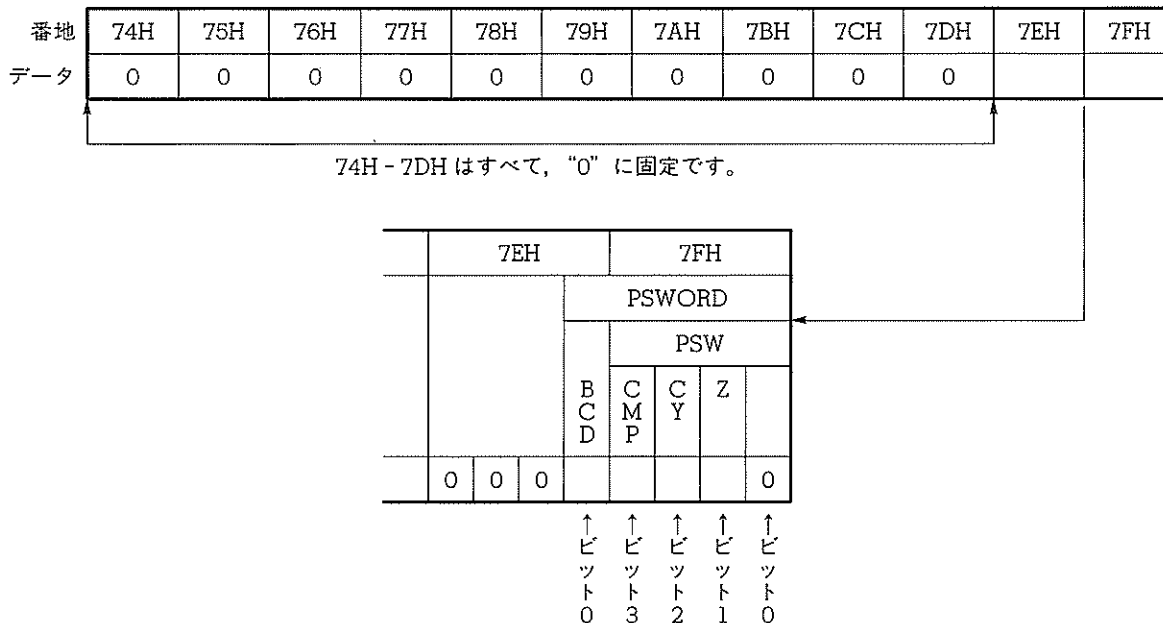 番地 74H 75H 76H 77H 78H 79H 7AH 7BH 7CH 7DH 7EH 7FH
データ 0 0 0 0 0 0 0 0 0 0
74H - 7DH はすべて, “0” に固定です。
7EH 7FH
PSWORD
PSW
BCD CMP CY Z
0 0 0 0
←ビット0 ←ビット3 ←ビット2 ←ビット1 ←ビット0